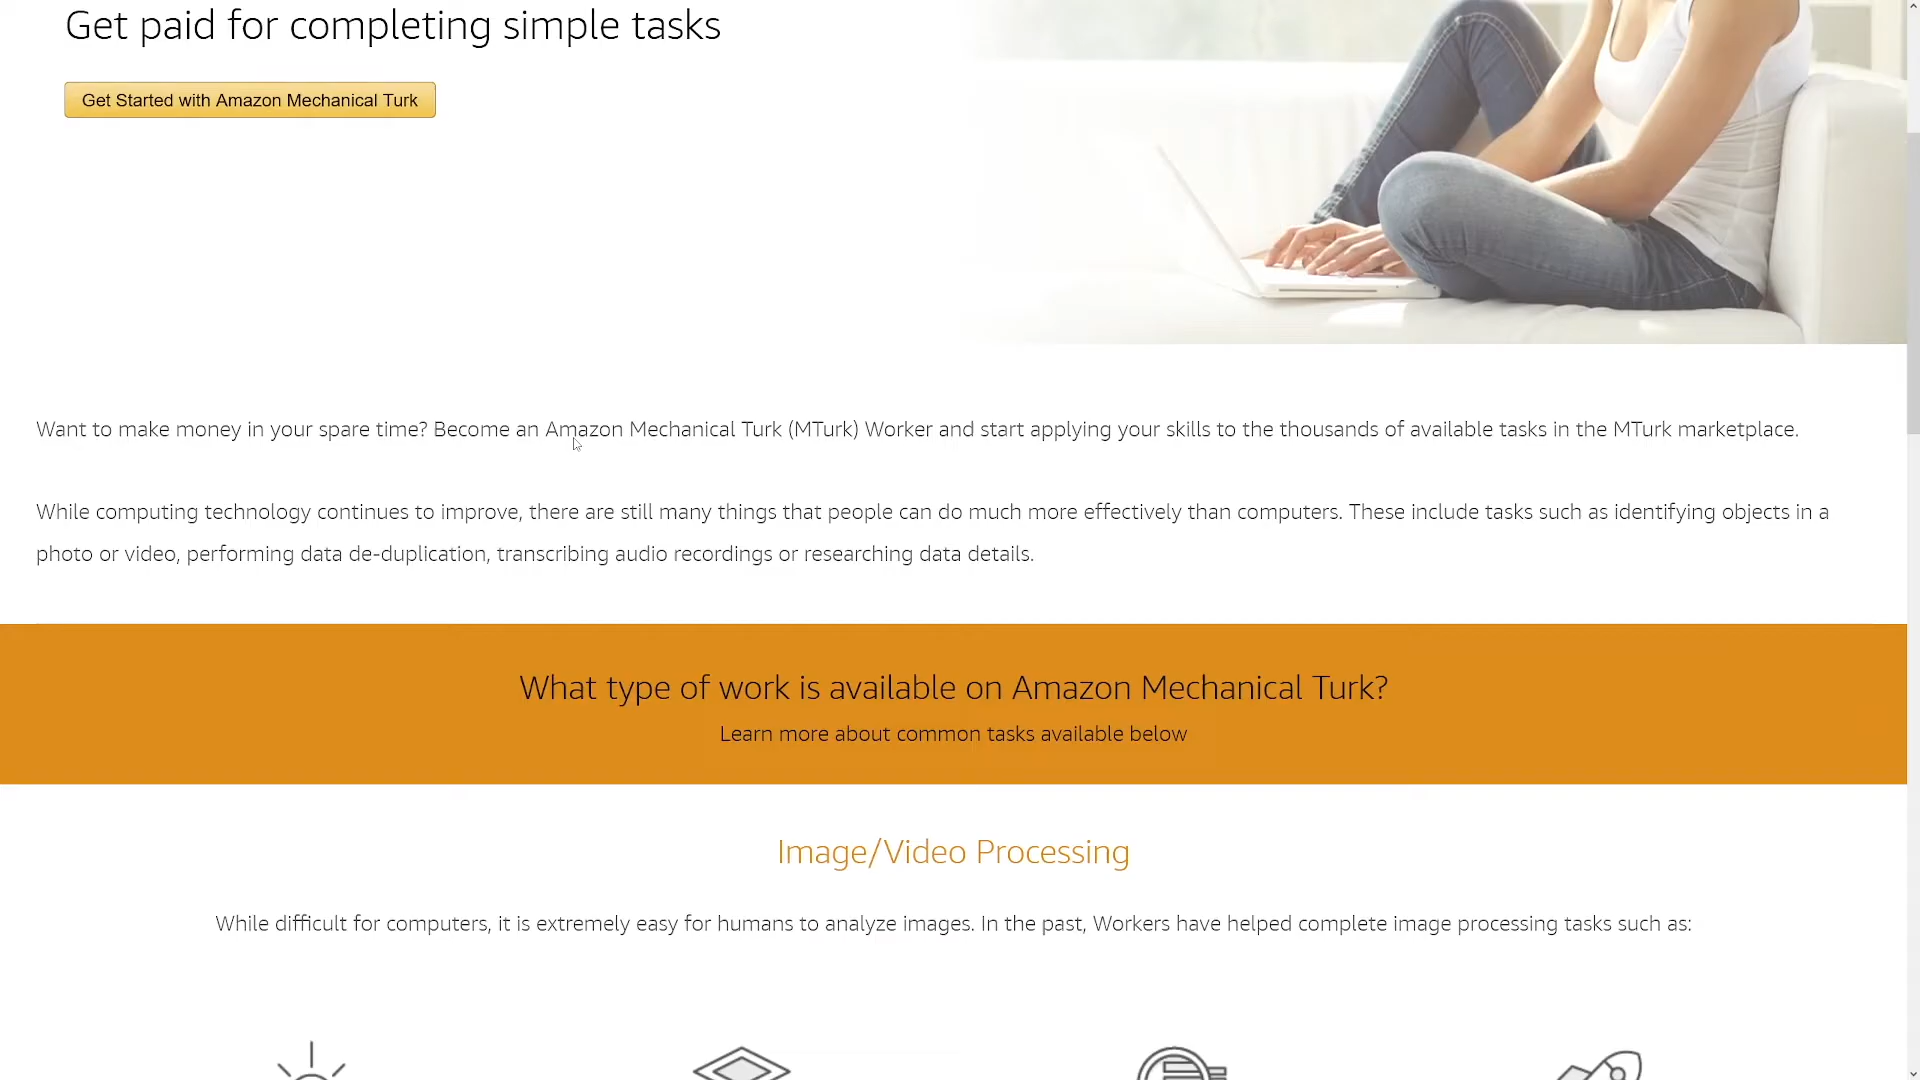 Get paid for completing simple tasks
Get Started with Amazon Mechanical Turk
Want to make money in your spare time? Become an Amazon Mechanical Turk (MTurk) Worker and start applying your skills to the thousands of available tasks in the MTurk marketplace.
While computing technology continues to improve, there are still many things that people can do much more effectively than computers. These include tasks such as identifying objects in a
photo or video, performing data de-duplication, transcribing audio recordings or researching data details.
What type of work is available on Amazon Mechanical Turk?
Learn more about common tasks available below
Image/Video Processing
While difficult for computers, it is extremely easy for humans to analyze images. In the past, Workers have helped complete image processing tasks such as: